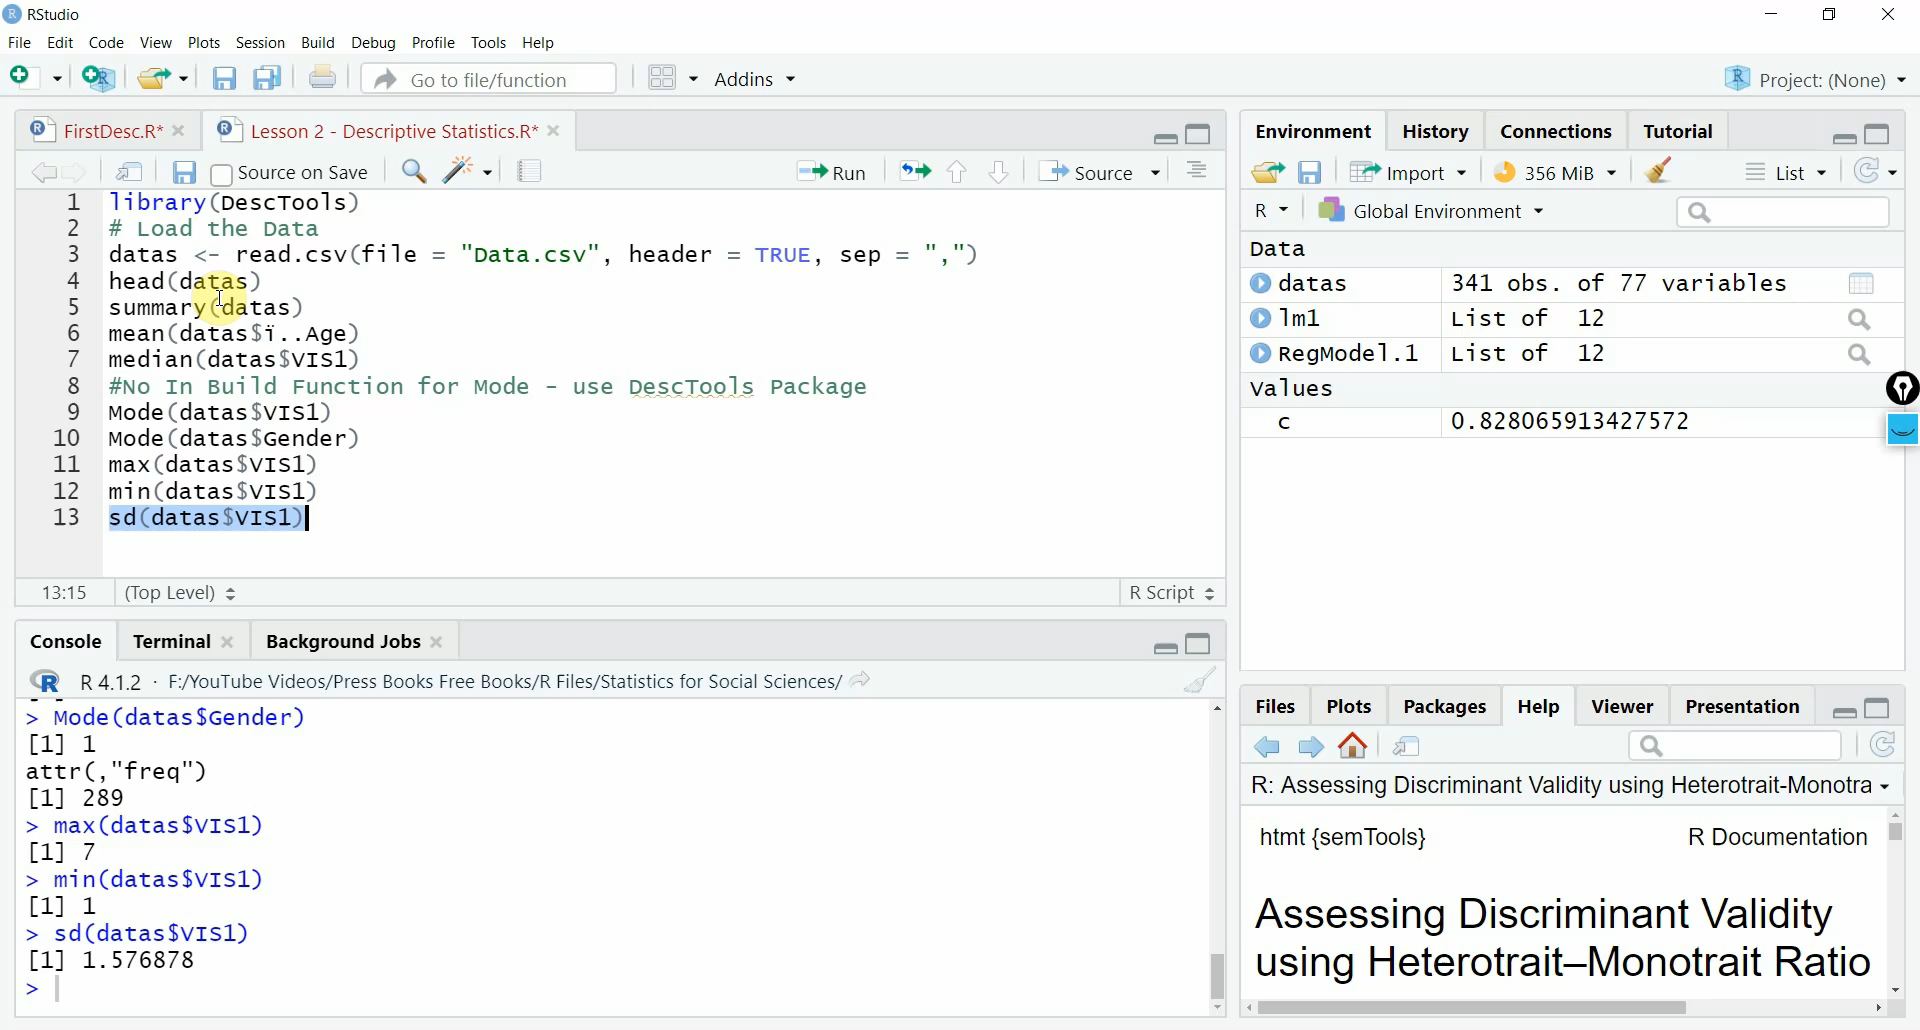 RStudio
File Edit Code View Plots Session Build Debug Profile Tools Help
Go to file/function Addins Project: (None)
FirstDesc.R* Lesson 2 - Descriptive Statistics.R*
Source on Save Run Source
1 library(DescTools)
2 # Load the Data
3 datas <- read.csv(file = "Data.csv", header = TRUE, sep = ",")
4 head(datas)
5 summary(datas)
6 mean(datas$ï..Age)
7 median(datas$VIS1)
8 #No In Build Function for Mode - use DescTools Package
9 Mode(datas$VIS1)
10 Mode(datas$Gender)
11 max(datas$VIS1)
12 min(datas$VIS1)
13 sd(datas$VIS1)
13:15 (Top Level) R Script
Console Terminal Background Jobs
R 4.1.2 · F:/YouTube Videos/Press Books Free Books/R Files/Statistics for Social Sciences/
> Mode(datas$Gender)
[1] 1
attr(,"freq")
[1] 289
> max(datas$VIS1)
[1] 7
> min(datas$VIS1)
[1] 1
> sd(datas$VIS1)
[1] 1.576878
>
Environment History Connections Tutorial
Import 356 MiB List
R Global Environment
Data
datas 341 obs. of 77 variables
lm1 List of 12
RegModel.1 List of 12
Values
c 0.828065913427572
Files Plots Packages Help Viewer Presentation
R: Assessing Discriminant Validity using Heterotrait-Monotra
htmt {semTools} R Documentation
Assessing Discriminant Validity
using Heterotrait–Monotrait Ratio